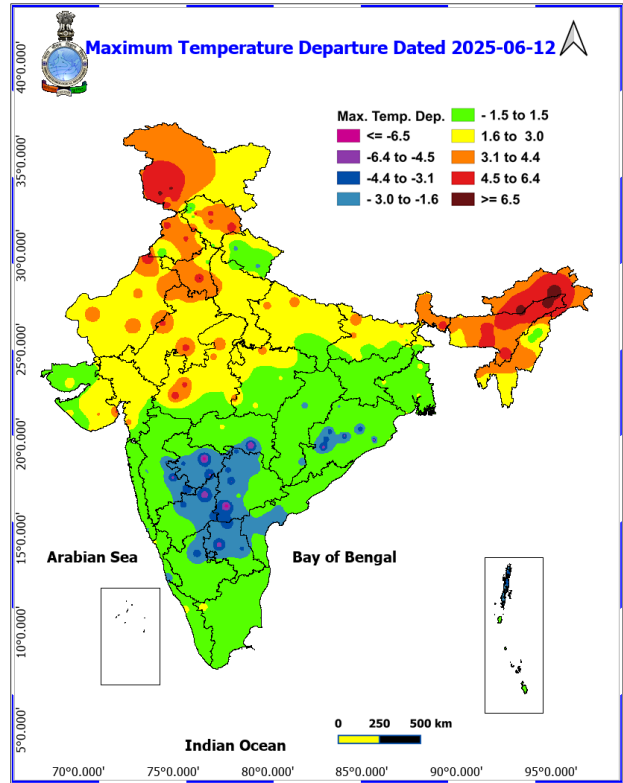 Maximum Temperature Departure Dated 2025-06-12
Max. Temp. Dep.
<= -6.5
-6.4 to -4.5
-4.4 to -3.1
- 3.0 to -1.6
- 1.5 to 1.5
1.6 to 3.0
3.1 to 4.4
4.5 to 6.4
>= 6.5
40°0.000'
35°0.000'
30°0.000'
25°0.000'
20°0.000'
15°0.000'
10°0.000'
5°0.000'
Arabian Sea
Bay of Bengal
Indian Ocean
0 250 500 km
70°0.000' 75°0.000' 80°0.000' 85°0.000' 90°0.000' 95°0.000'